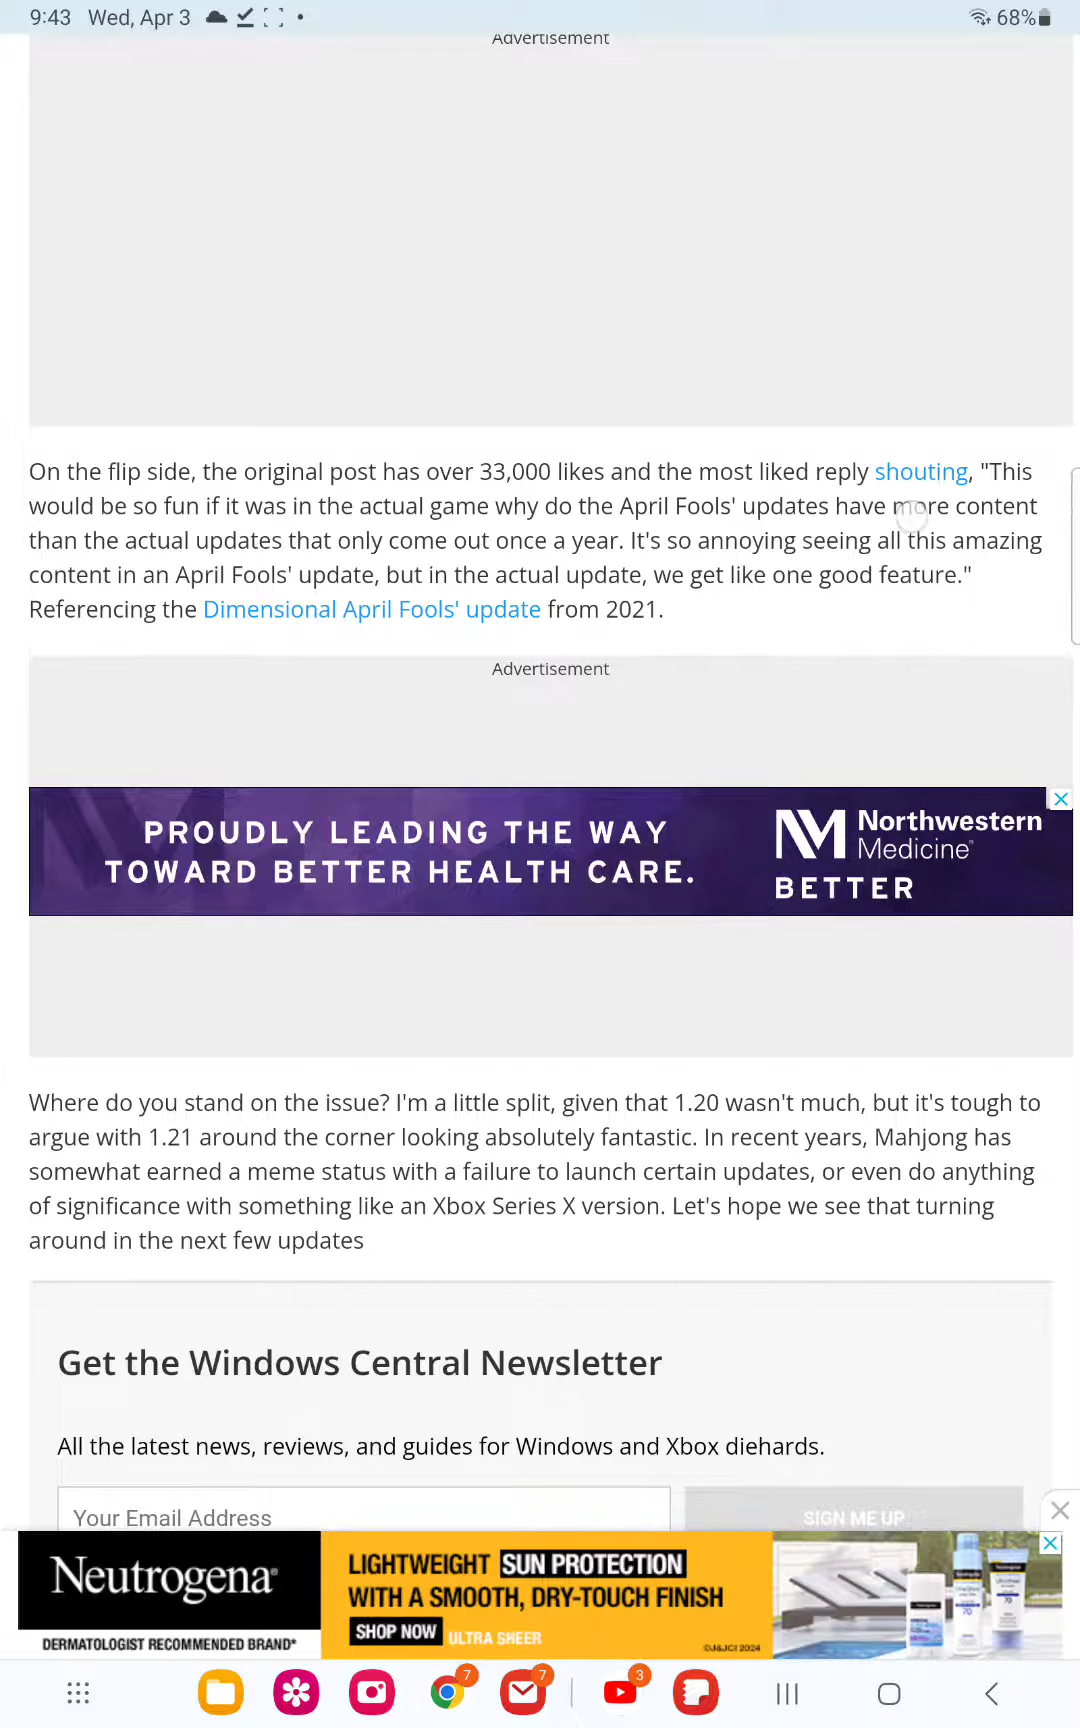 9:43 Wed, Apr 3
68%
Advertisement
On the flip side, the original post has over 33,000 likes and the most liked reply shouting, "This
would be so fun if it was in the actual game why do the April Fools' updates have more content
than the actual updates that only come out once a year. It's so annoying seeing all this amazing
content in an April Fools' update, but in the actual update, we get like one good feature."
Referencing the Dimensional April Fools' update from 2021.
Advertisement
PROUDLY LEADING THE WAY
TOWARD BETTER HEALTH CARE.
Northwestern
Medicine
BETTER
Where do you stand on the issue? I'm a little split, given that 1.20 wasn't much, but it's tough to
argue with 1.21 around the corner looking absolutely fantastic. In recent years, Mahjong has
somewhat earned a meme status with a failure to launch certain updates, or even do anything
of significance with something like an Xbox Series X version. Let's hope we see that turning
around in the next few updates
Get the Windows Central Newsletter
All the latest news, reviews, and guides for Windows and Xbox diehards.
Your Email Address
SIGN ME UP
Neutrogena®
DERMATOLOGIST RECOMMENDED BRAND*
LIGHTWEIGHT SUN PROTECTION
WITH A SMOOTH, DRY-TOUCH FINISH
SHOP NOW ULTRA SHEER
©J&JCI 2024
70
70
7
7
3